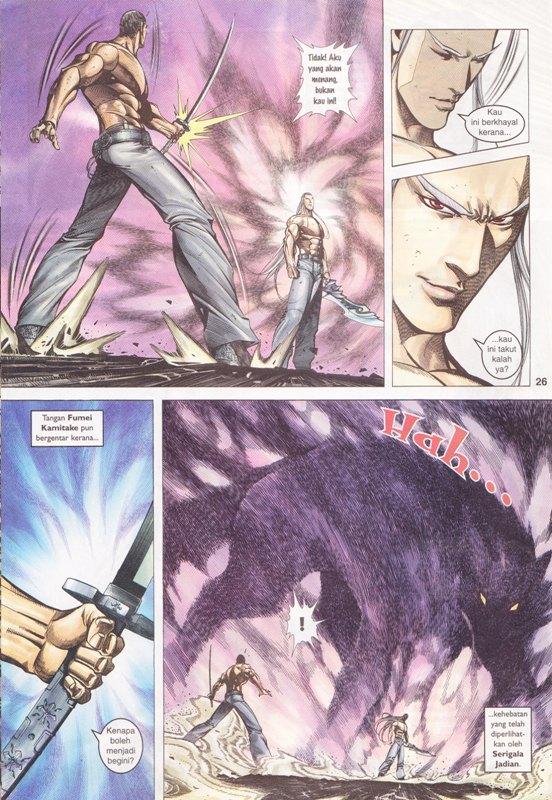 Tidak! Aku
yang akan
menang,
bukan
kau ini!
Kau
ini berkhayal
kerana...
...kau
ini takut
kalah
ya?
26
Tangan Fumei
Kamitake pun
bergentar kerana...
Kenapa
boleh
menjadi
begini?
Hah...
!
...kehebatan
yang telah
diperlihat-
kan oleh
Serigala
Jadian.